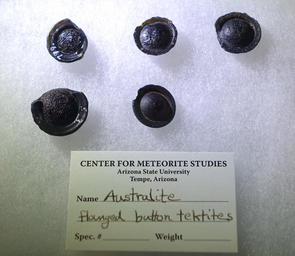 CENTER FOR METEORITE STUDIES
Arizona State University
Tempe, Arizona
Name Australite
flanged button tektites
Spec. # Weight